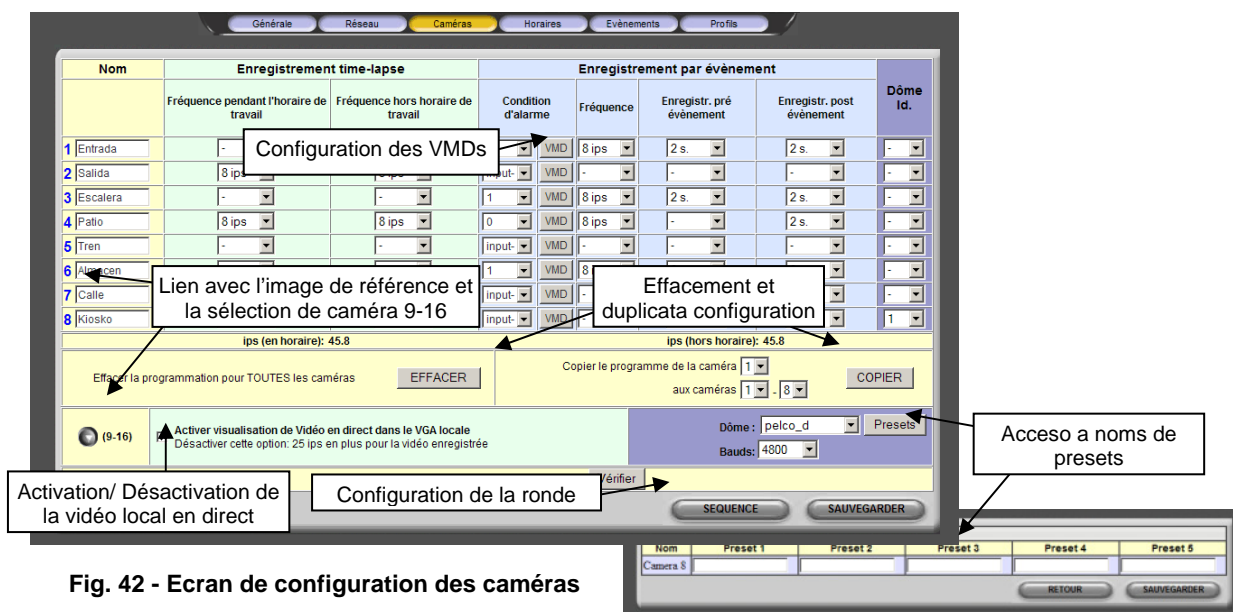 Générale Réseau Caméras Horaires Evènements Profils
Nom Enregistrement time-lapse Enregistrement par évènement Dôme Id.
Fréquence pendant l'horaire de travail Fréquence hors horaire de travail Condition d'alarme Fréquence Enregistr. pré évènement Enregistr. post évènement
Configuration des VMDs
1 Entrada - VMD 8 ips 2 s. 2 s. -
2 Salida 8 ips VMD - - - -
3 Escalera - - 1 VMD 8 ips 2 s. 2 s. -
4 Patio 8 ips 8 ips 0 VMD 8 ips - 2 s. -
5 Tren - - input- VMD - - - -
6 Almacen 1 VMD 8 -
7 Calle input- VMD - -
8 Kiosko input- VMD - 1
Lien avec l'image de référence et
la sélection de caméra 9-16
Effacement et
duplicata configuration
ips (en horaire): 45.8 ips (hors horaire): 45.8
Effacer la programmation pour TOUTES les caméras EFFACER
Copier le programme de la caméra 1
aux caméras 1 - 8 COPIER
(9-16)
Activer visualisation de Vidéo en direct dans le VGA locale
Désactiver cette option: 25 ips en plus pour la vidéo enregistrée
Dôme : pelco_d Presets
Bauds: 4800
Acceso a noms de
presets
Activation/ Désactivation de
la vidéo local en direct
Configuration de la ronde
Vérifier
SEQUENCE SAUVEGARDER
Nom Preset 1 Preset 2 Preset 3 Preset 4 Preset 5
Camera 8
RETOUR SAUVEGARDER
Fig. 42 - Ecran de configuration des caméras